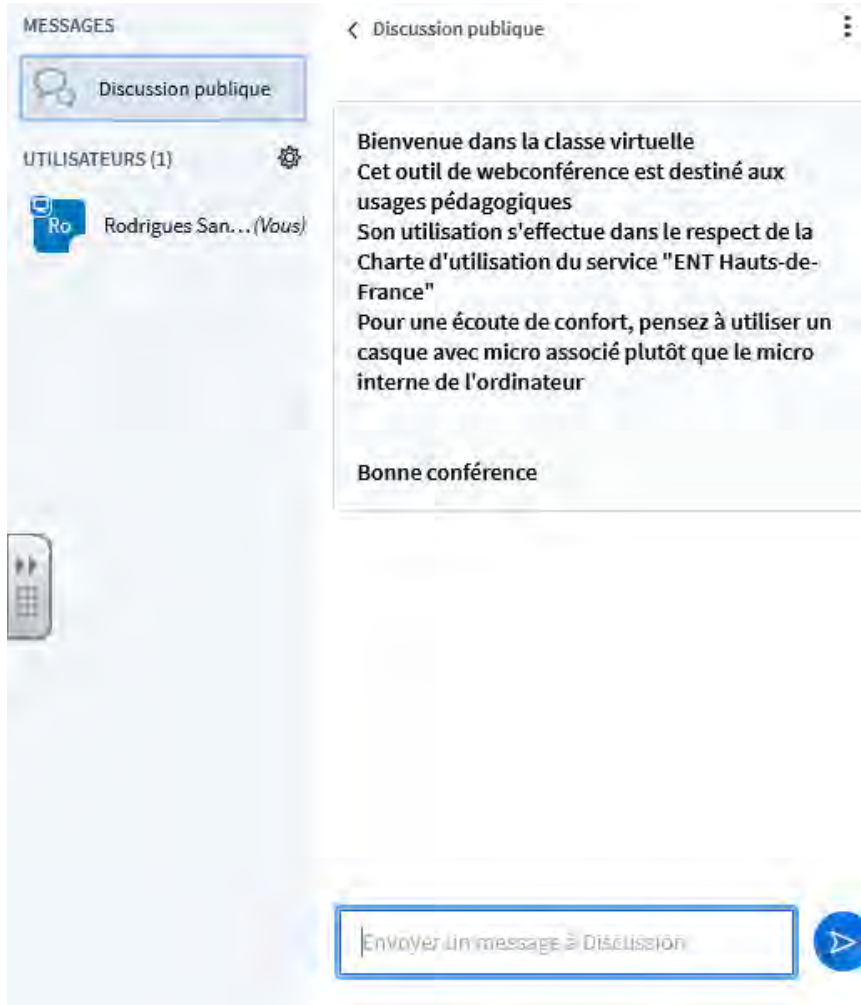 MESSAGES
Discussion publique
UTILISATEURS (1)
Ro
Rodrigues San... (Vous)
Discussion publique
Bienvenue dans la classe virtuelle
Cet outil de webconférence est destiné aux
usages pédagogiques
Son utilisation s'effectue dans le respect de la
Charte d'utilisation du service "ENT Hauts-de-
France"
Pour une écoute de confort, pensez à utiliser un
casque avec micro associé plutôt que le micro
interne de l'ordinateur
Bonne conférence
Envoyer un message à Discussion